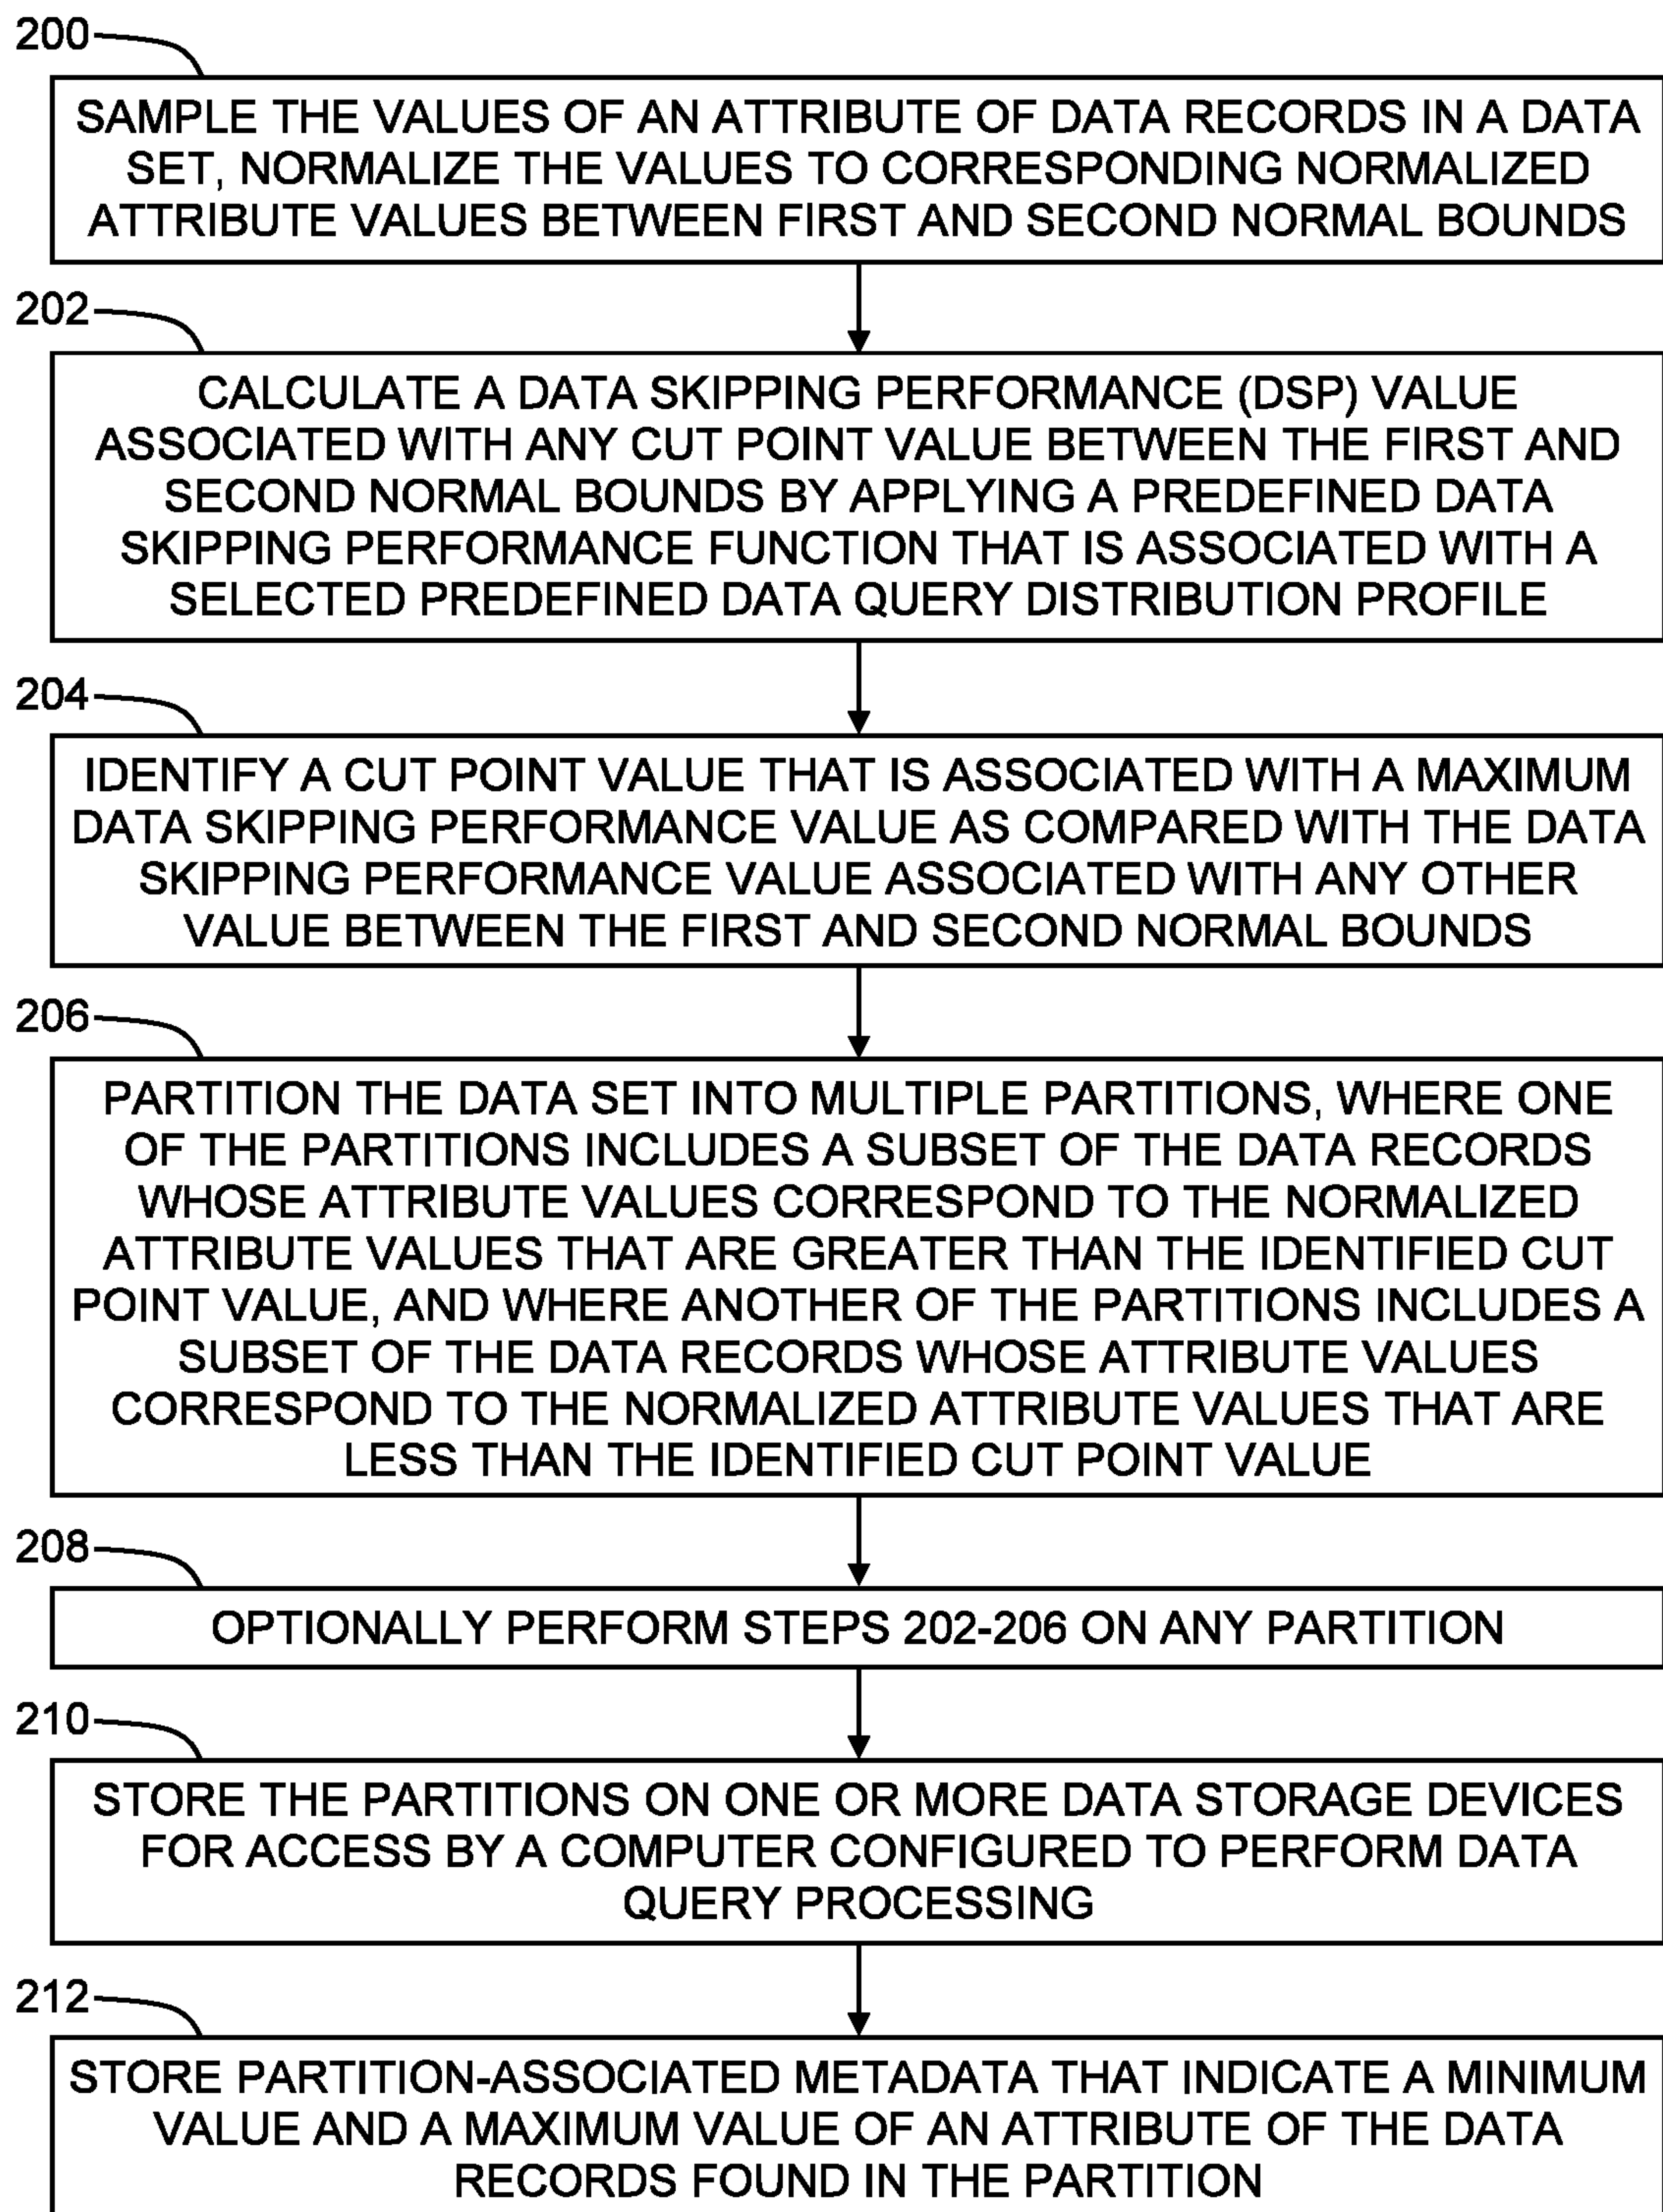 200
SAMPLE THE VALUES OF AN ATTRIBUTE OF DATA RECORDS IN A DATA
SET, NORMALIZE THE VALUES TO CORRESPONDING NORMALIZED
ATTRIBUTE VALUES BETWEEN FIRST AND SECOND NORMAL BOUNDS
202
CALCULATE A DATA SKIPPING PERFORMANCE (DSP) VALUE
ASSOCIATED WITH ANY CUT POINT VALUE BETWEEN THE FIRST AND
SECOND NORMAL BOUNDS BY APPLYING A PREDEFINED DATA
SKIPPING PERFORMANCE FUNCTION THAT IS ASSOCIATED WITH A
SELECTED PREDEFINED DATA QUERY DISTRIBUTION PROFILE
204
IDENTIFY A CUT POINT VALUE THAT IS ASSOCIATED WITH A MAXIMUM
DATA SKIPPING PERFORMANCE VALUE AS COMPARED WITH THE DATA
SKIPPING PERFORMANCE VALUE ASSOCIATED WITH ANY OTHER
VALUE BETWEEN THE FIRST AND SECOND NORMAL BOUNDS
206
PARTITION THE DATA SET INTO MULTIPLE PARTITIONS, WHERE ONE
OF THE PARTITIONS INCLUDES A SUBSET OF THE DATA RECORDS
WHOSE ATTRIBUTE VALUES CORRESPOND TO THE NORMALIZED
ATTRIBUTE VALUES THAT ARE GREATER THAN THE IDENTIFIED CUT
POINT VALUE, AND WHERE ANOTHER OF THE PARTITIONS INCLUDES A
SUBSET OF THE DATA RECORDS WHOSE ATTRIBUTE VALUES
CORRESPOND TO THE NORMALIZED ATTRIBUTE VALUES THAT ARE
LESS THAN THE IDENTIFIED CUT POINT VALUE
208
OPTIONALLY PERFORM STEPS 202-206 ON ANY PARTITION
210
STORE THE PARTITIONS ON ONE OR MORE DATA STORAGE DEVICES
FOR ACCESS BY A COMPUTER CONFIGURED TO PERFORM DATA
QUERY PROCESSING
212
STORE PARTITION-ASSOCIATED METADATA THAT INDICATE A MINIMUM
VALUE AND A MAXIMUM VALUE OF AN ATTRIBUTE OF THE DATA
RECORDS FOUND IN THE PARTITION